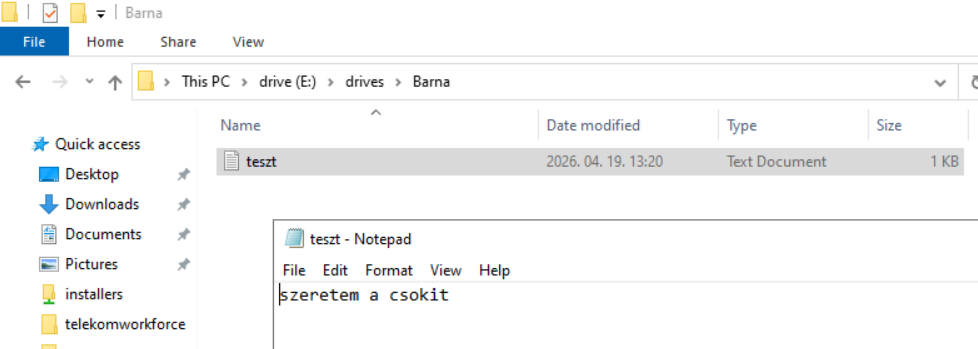 Barna
File Home Share View
This PC > drive (E:) > drives > Barna
Name Date modified Type Size
Quick access
teszt 2026. 04. 19. 13:20 Text Document 1 KB
Desktop
Downloads
Documents
Pictures
installers
telekomworkforce
teszt - Notepad
File Edit Format View Help
szeretem a csokit